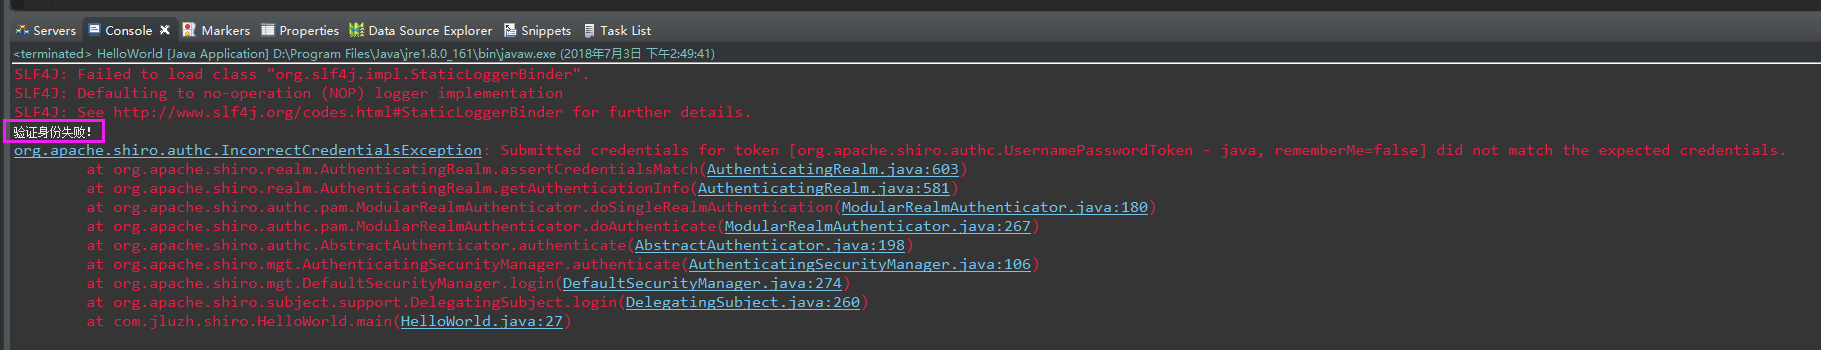 Servers Console Markers Properties Data Source Explorer Snippets Task List
<terminated> HelloWorld [Java Application] D:\Program Files\Java\jre1.8.0_161\bin\javaw.exe (2018年7月3日 下午2:49:41)
SLF4J: Failed to load class "org.slf4j.impl.StaticLoggerBinder".
SLF4J: Defaulting to no-operation (NOP) logger implementation
SLF4J: See http://www.slf4j.org/codes.html#StaticLoggerBinder for further details.
验证身份失败!
org.apache.shiro.authc.IncorrectCredentialsException: Submitted credentials for token [org.apache.shiro.authc.UsernamePasswordToken - java, rememberMe=false] did not match the expected credentials.
at org.apache.shiro.realm.AuthenticatingRealm.assertCredentialsMatch(AuthenticatingRealm.java:603)
at org.apache.shiro.realm.AuthenticatingRealm.getAuthenticationInfo(AuthenticatingRealm.java:581)
at org.apache.shiro.authc.pam.ModularRealmAuthenticator.doSingleRealmAuthentication(ModularRealmAuthenticator.java:180)
at org.apache.shiro.authc.pam.ModularRealmAuthenticator.doAuthenticate(ModularRealmAuthenticator.java:267)
at org.apache.shiro.authc.AbstractAuthenticator.authenticate(AbstractAuthenticator.java:198)
at org.apache.shiro.mgt.AuthenticatingSecurityManager.authenticate(AuthenticatingSecurityManager.java:106)
at org.apache.shiro.mgt.DefaultSecurityManager.login(DefaultSecurityManager.java:274)
at org.apache.shiro.subject.support.DelegatingSubject.login(DelegatingSubject.java:260)
at com.jluzh.shiro.HelloWorld.main(HelloWorld.java:27)